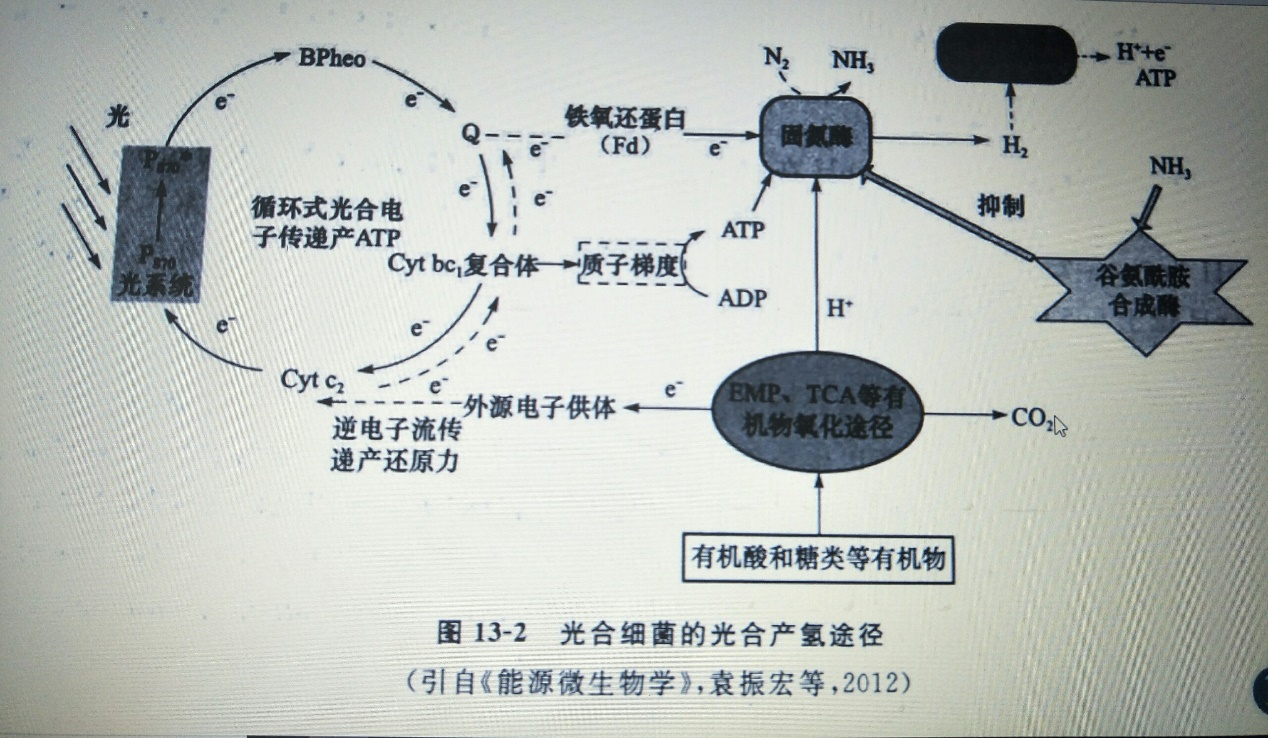 BPheo
光
e⁻
e⁻
P₈₇₀*
P₈₇₀
光系统
Q
e⁻
铁氧还蛋白
（Fd）
e⁻
N₂
NH₃
固氮酶
H⁺+e⁻
ATP
H₂
NH₃
抑制
谷氨酰胺
合成酶
循环式光合电
子传递产ATP
e⁻
e⁻
Cyt bc₁复合体
质子梯度
ATP
ADP
H⁺
e⁻
e⁻
e⁻
Cyt c₂
e⁻
外源电子供体
e⁻
逆电子流传
递产还原力
EMP、TCA等有
机物氧化途径
CO₂
有机酸和糖类等有机物
图 13-2 光合细菌的光合产氢途径
（引自《能源微生物学》,袁振宏等,2012）